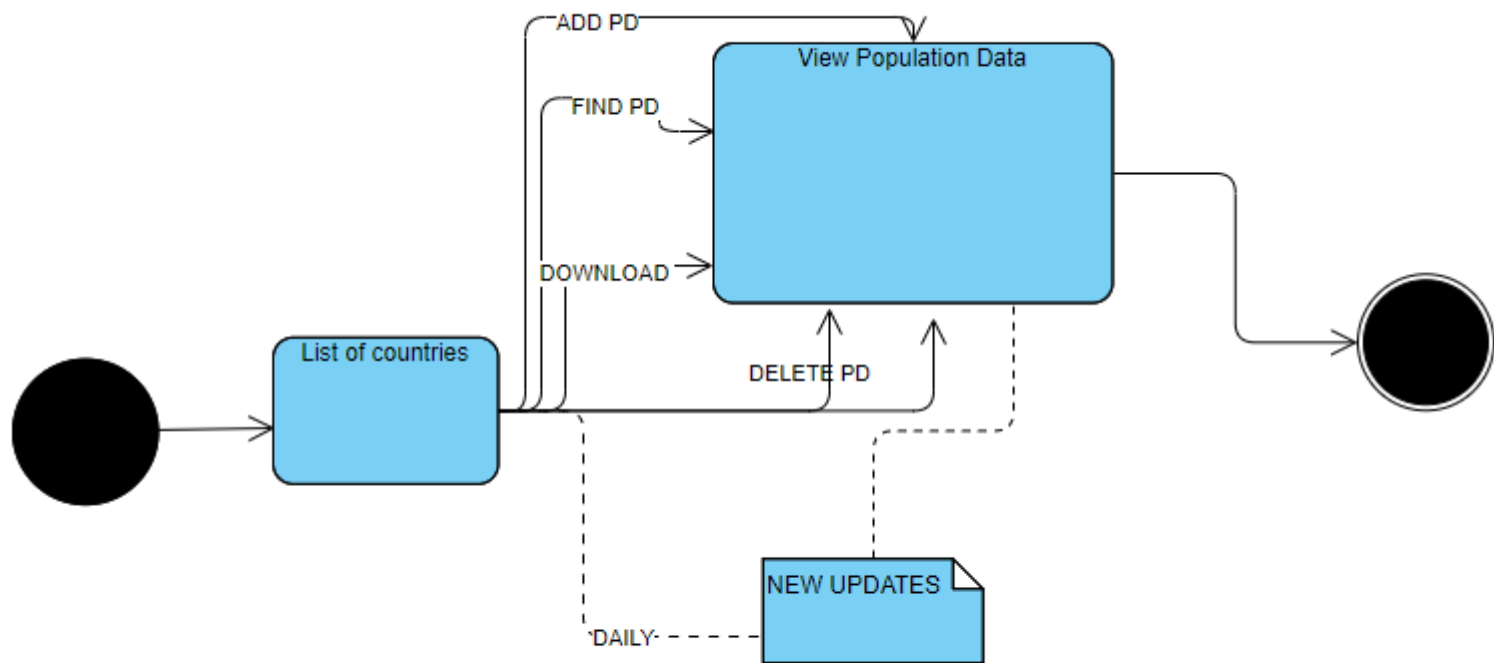 ADD PD
View Population Data
FIND PD
DOWNLOAD
List of countries
DELETE PD
NEW UPDATES
DAILY